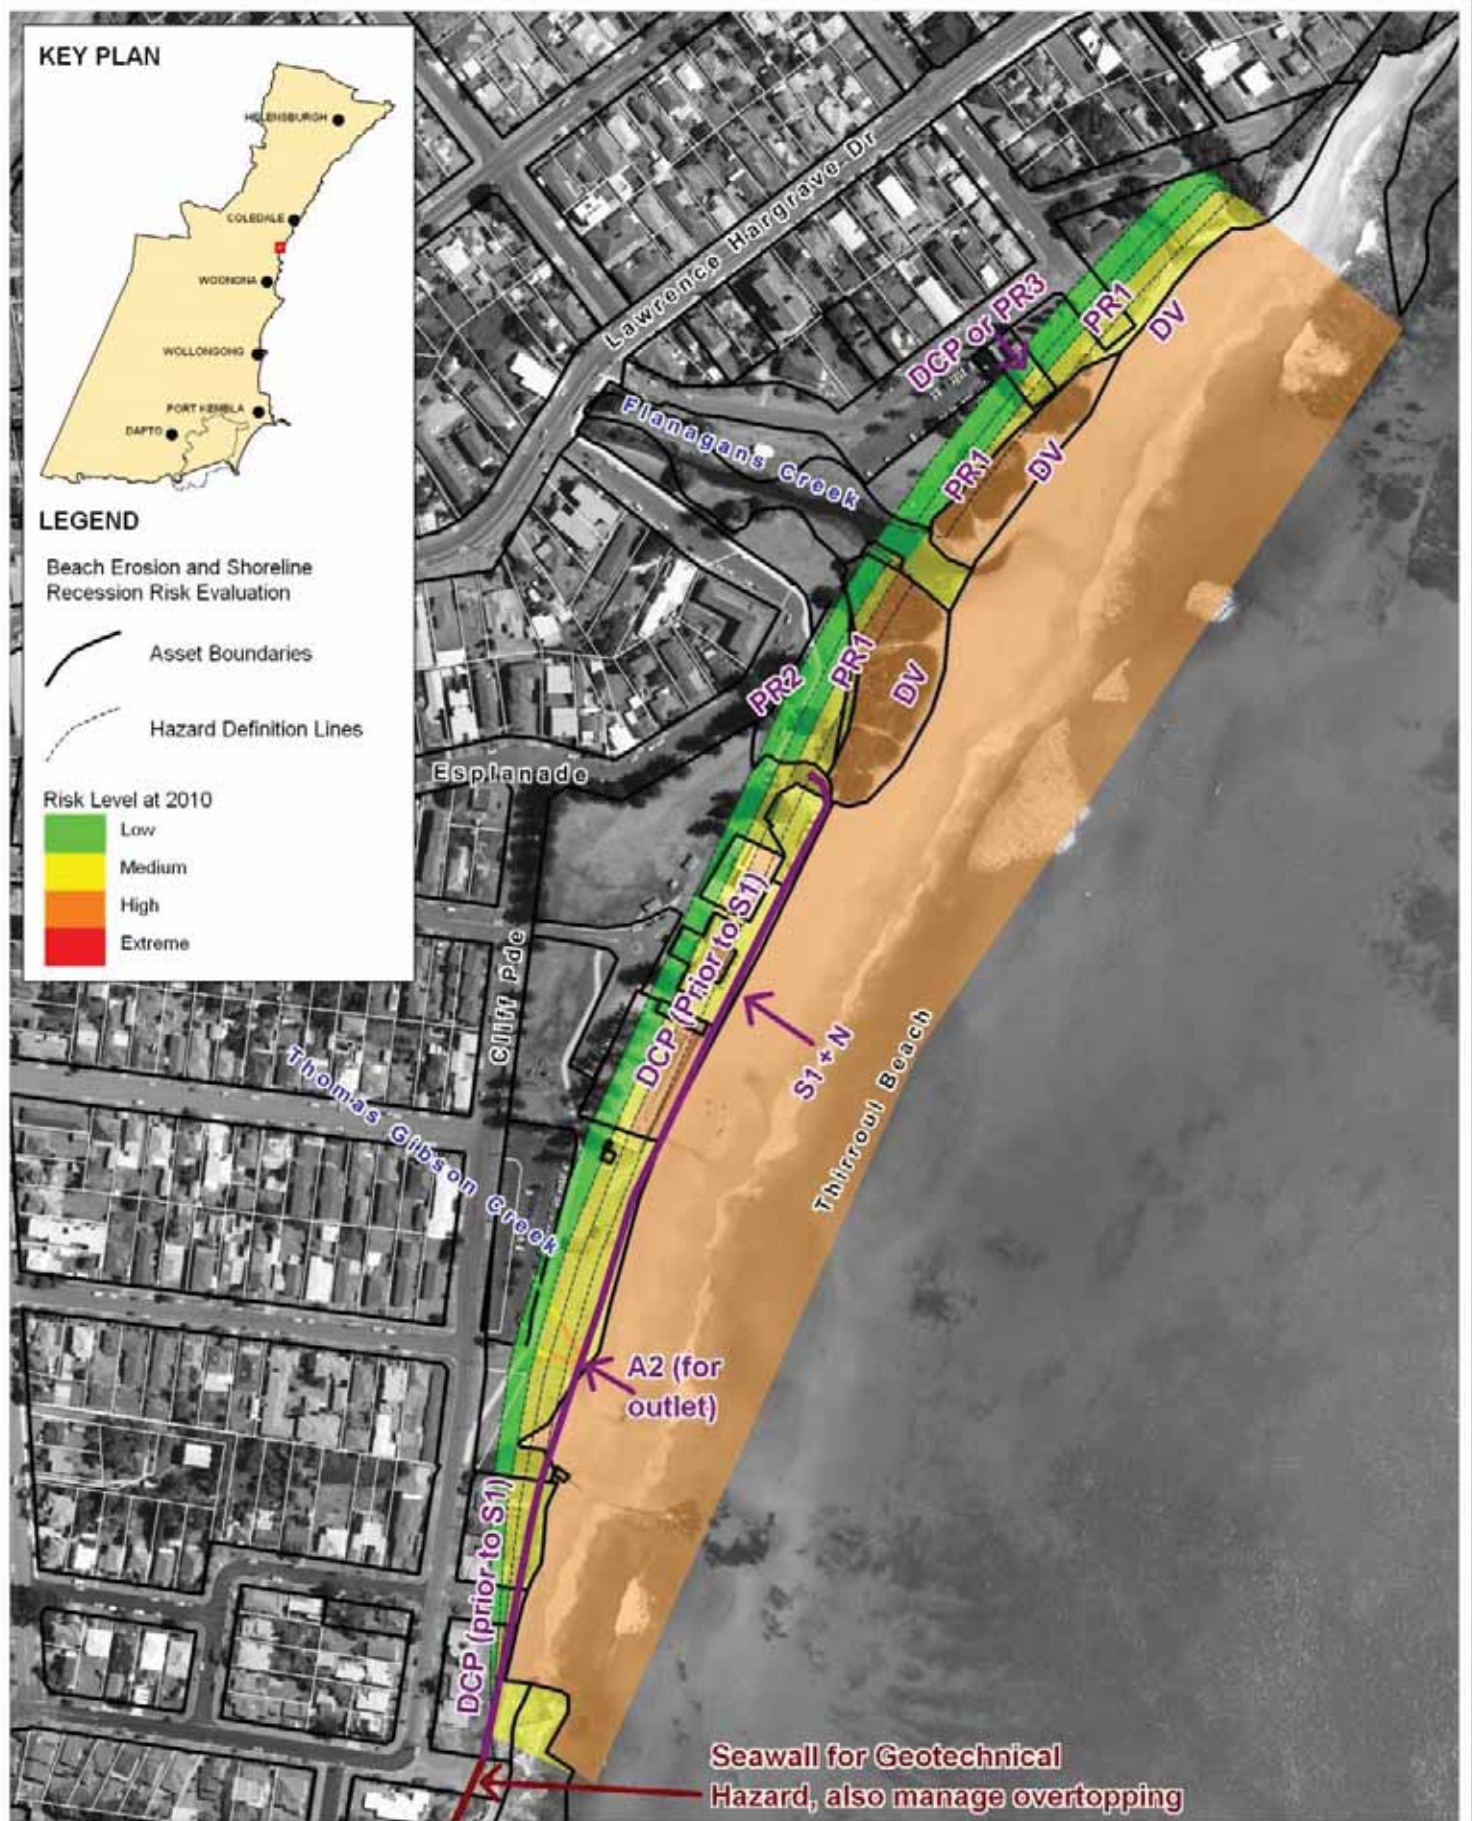 KEY PLAN
HELENSBURGH
COLEDALE
WOONONA
WOLLONGONG
PORT KEMBLA
DAPTO
LEGEND
Beach Erosion and Shoreline
Recession Risk Evaluation
Asset Boundaries
Hazard Definition Lines
Risk Level at 2010
Low
Medium
High
Extreme
Lawrence Hargrave Dr
DCP or PR3
PR1
DV
Flanagans Creek
PR1
DV
PR2
PR1
DV
Esplanade
Cliff Pde
DCP (Prior to S1)
S1 + N
Thirroul Beach
Thomas Gibson Creek
A2 (for
outlet)
DCP (prior to S1)
Seawall for Geotechnical
Hazard, also manage overtopping